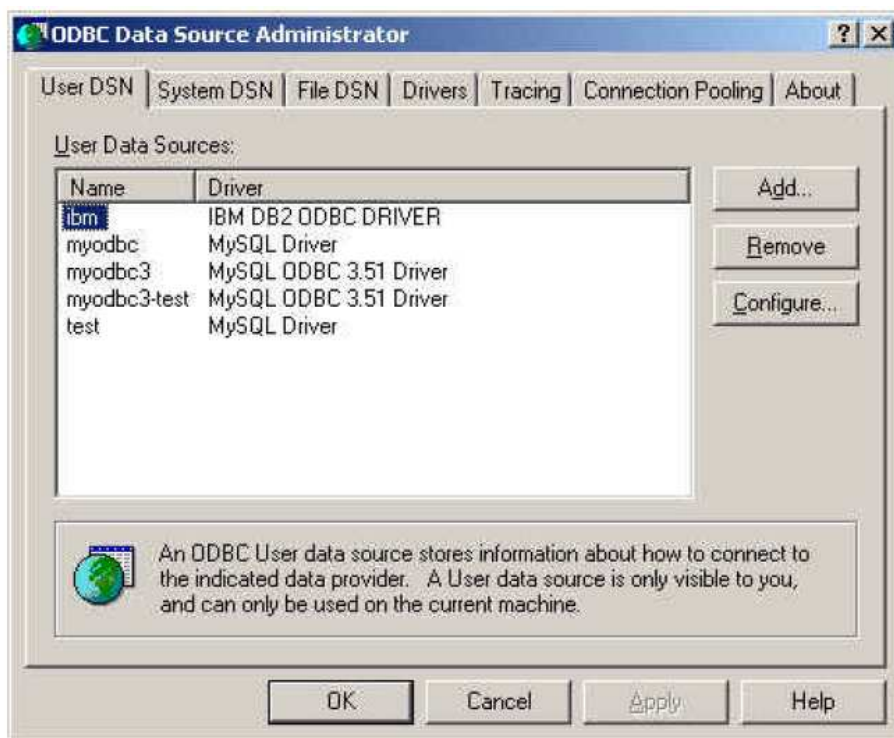 ODBC Data Source Administrator
User DSN System DSN File DSN Drivers Tracing Connection Pooling About
User Data Sources:
Name Driver
ibm IBM DB2 ODBC DRIVER
myodbc MySQL Driver
myodbc3 MySQL ODBC 3.51 Driver
myodbc3-test MySQL ODBC 3.51 Driver
test MySQL Driver
Add...
Remove
Configure...
An ODBC User data source stores information about how to connect to
the indicated data provider. A User data source is only visible to you,
and can only be used on the current machine.
OK Cancel Apply Help